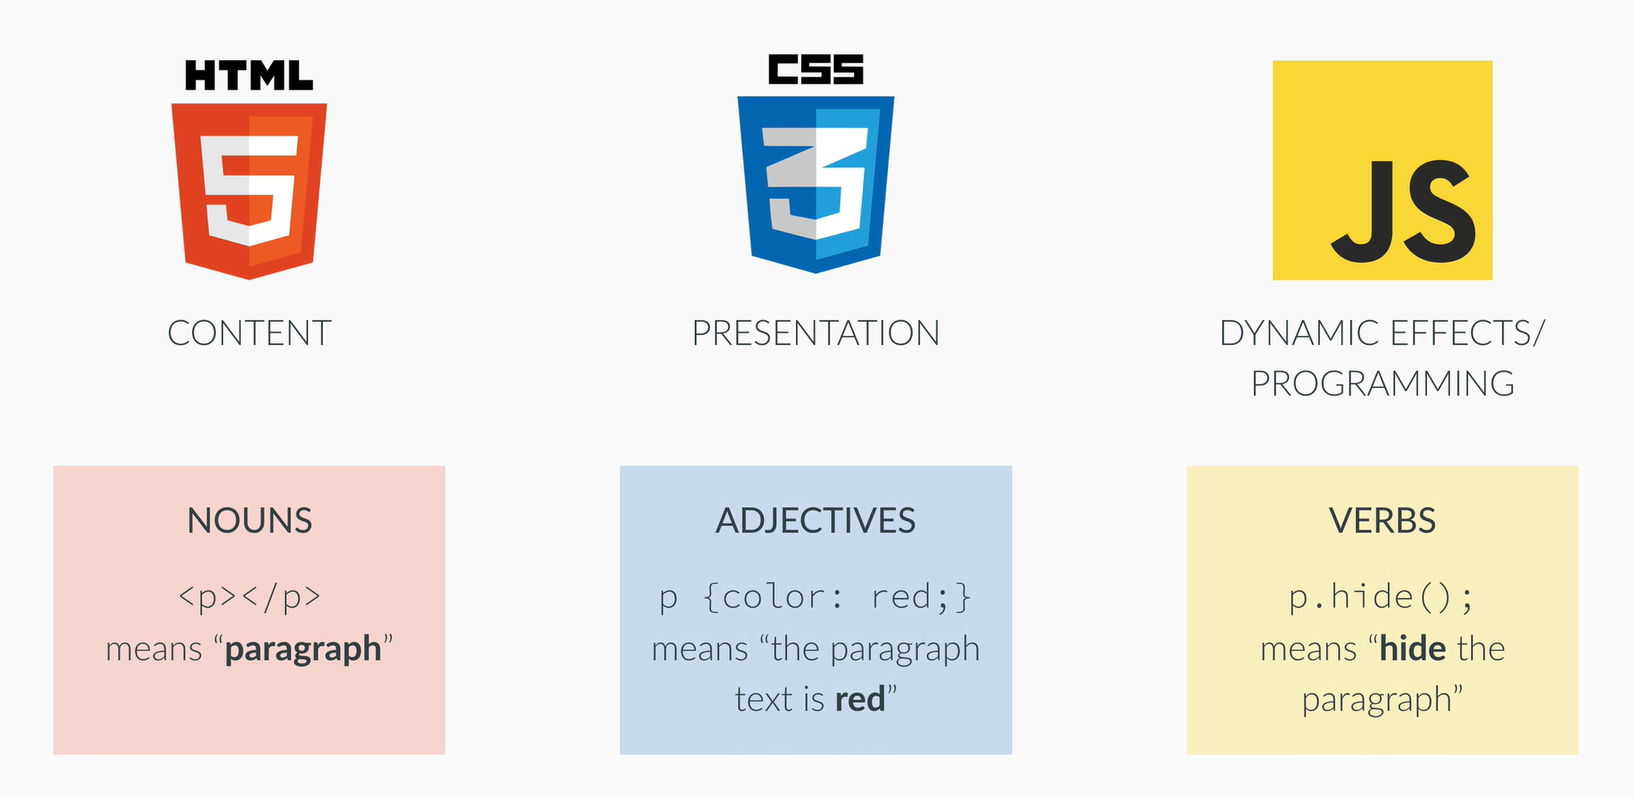 HTML
5
CONTENT
NOUNS
<p></p>
means “paragraph”
CSS
3
PRESENTATION
ADJECTIVES
p {color: red;}
means “the paragraph
text is red”
JS
DYNAMIC EFFECTS/
PROGRAMMING
VERBS
p.hide();
means “hide the
paragraph”